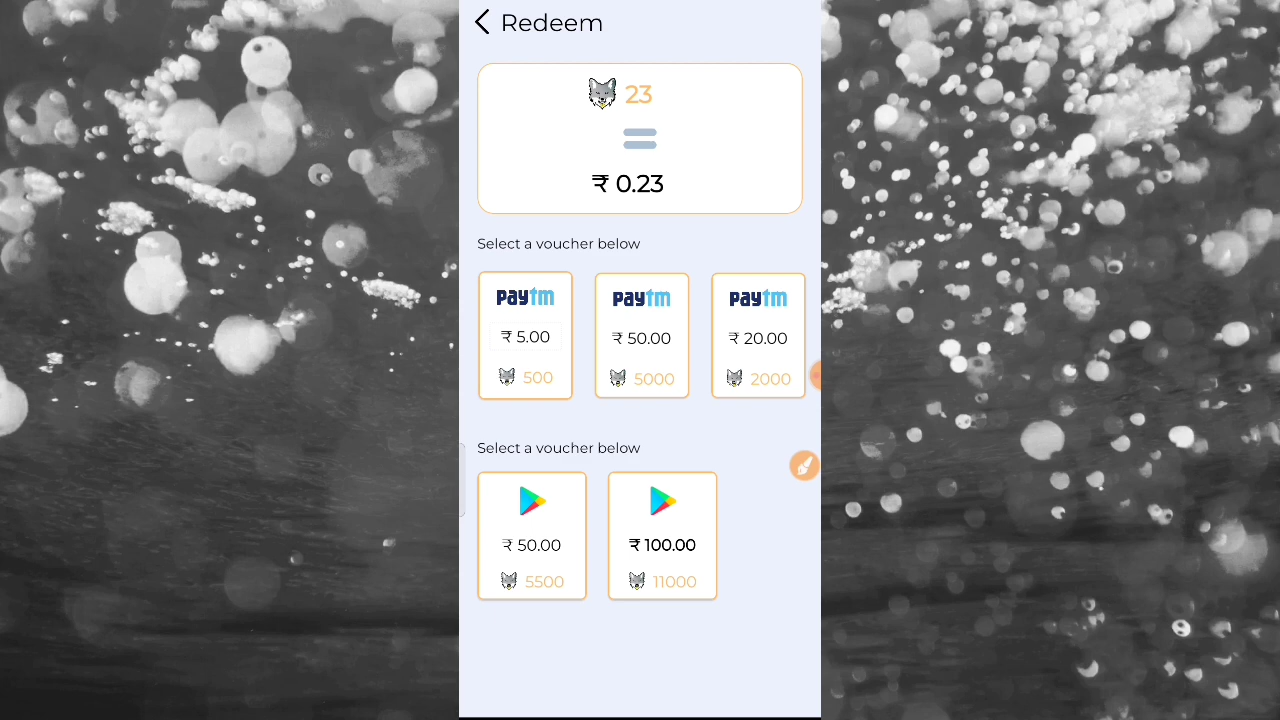 Redeem
23
₹ 0.23
Select a voucher below
paytm paytm paytm
₹ 5.00 ₹ 50.00 ₹ 20.00
500 5000 2000
Select a voucher below
₹ 50.00 ₹ 100.00
5500 11000